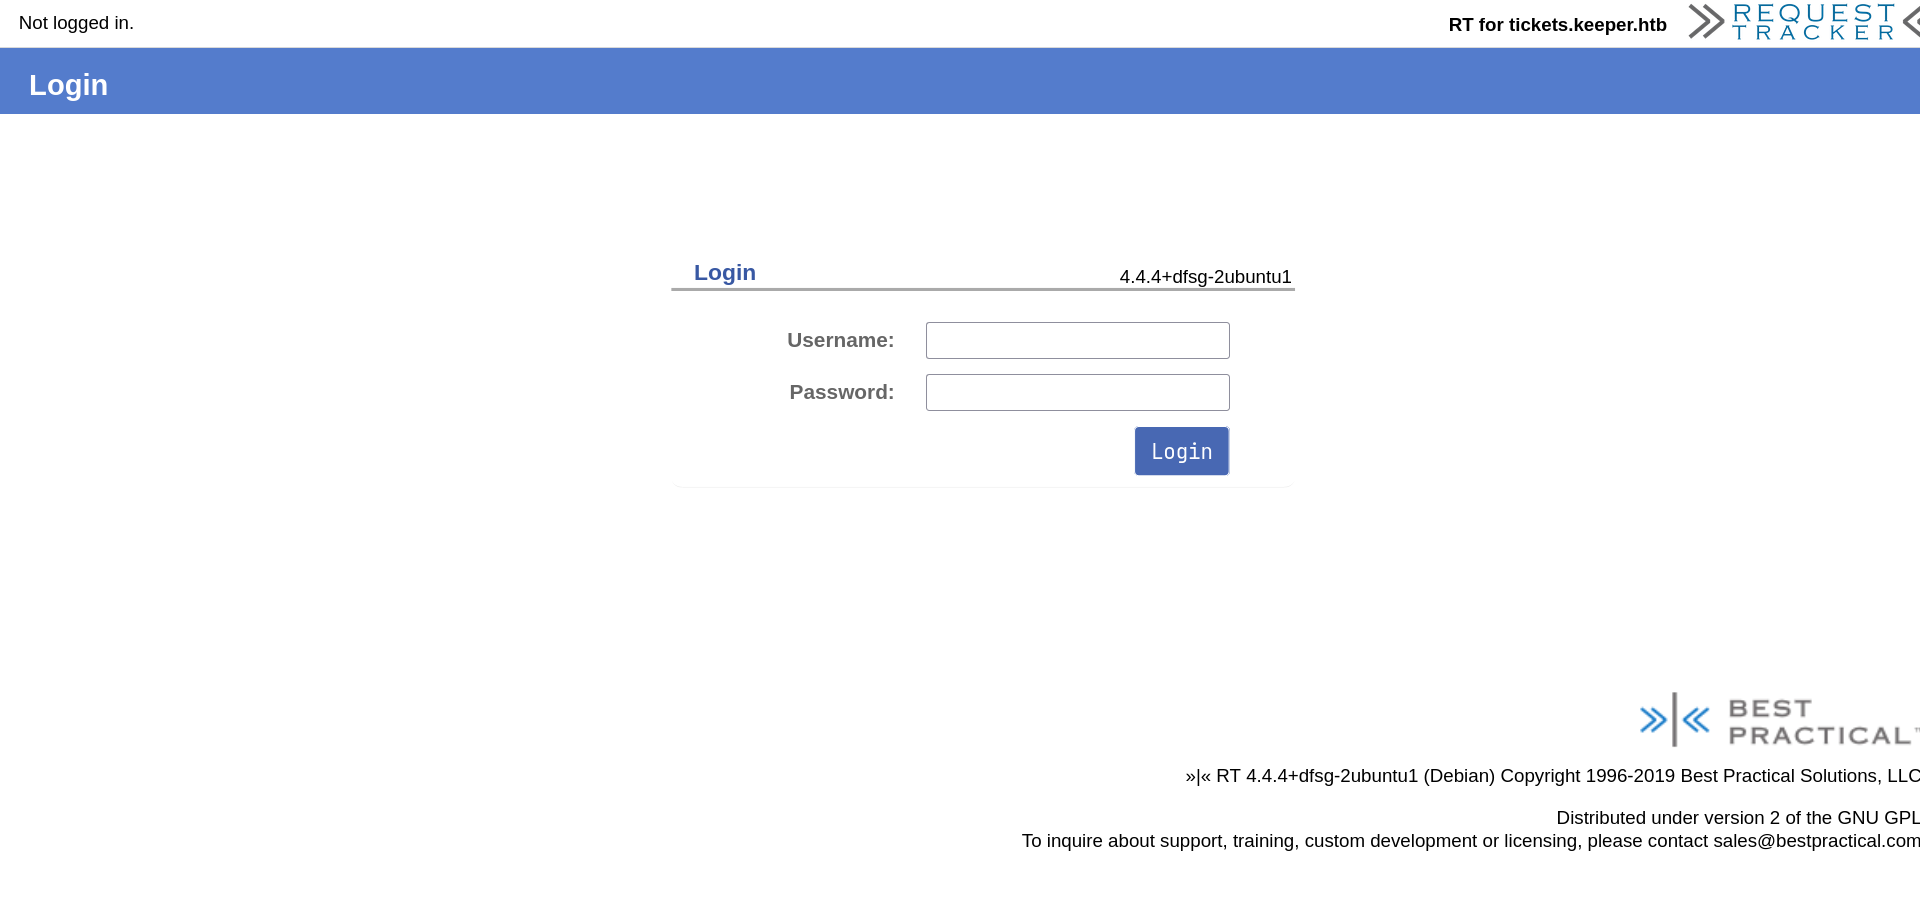 Not logged in.
RT for tickets.keeper.htb
REQUEST
TRACKER
Login
Login
4.4.4+dfsg-2ubuntu1
Username:
Password:
Login
BEST
PRACTICAL™
»|« RT 4.4.4+dfsg-2ubuntu1 (Debian) Copyright 1996-2019 Best Practical Solutions, LLC
Distributed under version 2 of the GNU GPL
To inquire about support, training, custom development or licensing, please contact sales@bestpractical.com